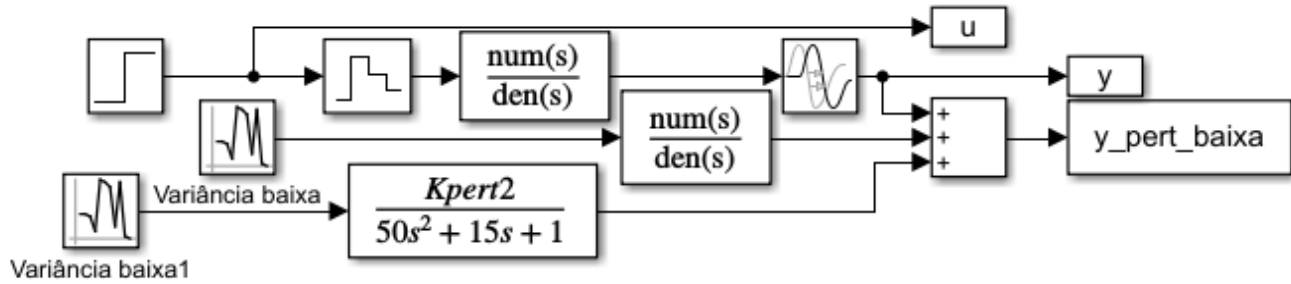 u
num(s)
den(s)
y
num(s)
den(s)
+
+
+
y_pert_baixa
Variância baixa
Kpert2
50s² + 15s + 1
Variância baixa1